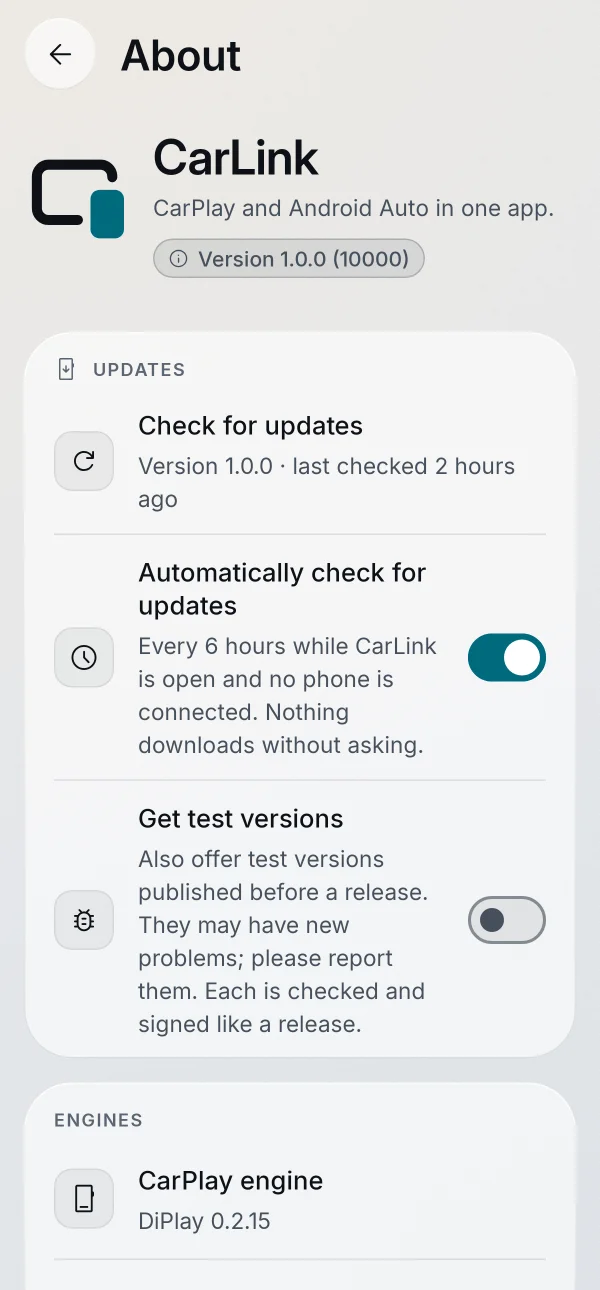 About
CarLink
CarPlay and Android Auto in one app.
Version 1.0.0 (10000)
UPDATES
Check for updates
Version 1.0.0 · last checked 2 hours
ago
Automatically check for
updates
Every 6 hours while CarLink
is open and no phone is
connected. Nothing
downloads without asking.
Get test versions
Also offer test versions
published before a release.
They may have new
problems; please report
them. Each is checked and
signed like a release.
ENGINES
CarPlay engine
DiPlay 0.2.15